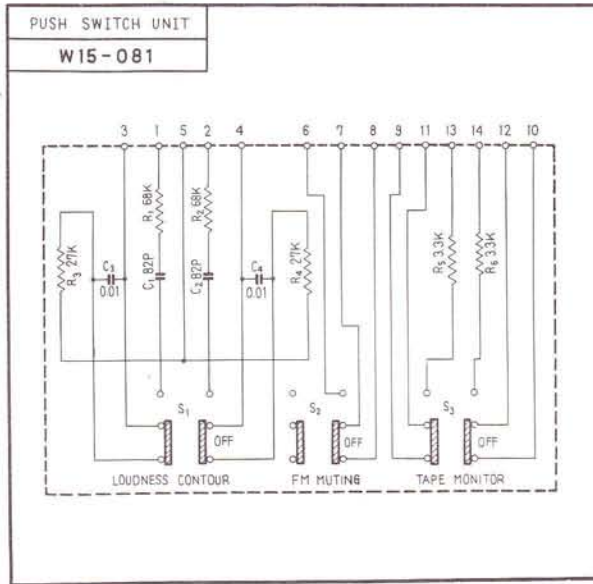 PUSH SWITCH UNIT
W15-081
3 1 5 2 4 6 7 8 9 11 13 14 12 10
R1 68K
R2 68K
R3 27K
C3
0.01
C1 82P
C2 82P
C4
0.01
R4 27K
R5 3.3K
R6 3.3K
S1
OFF
S2
OFF
S3
OFF
LOUDNESS CONTOUR
FM MUTING
TAPE MONITOR